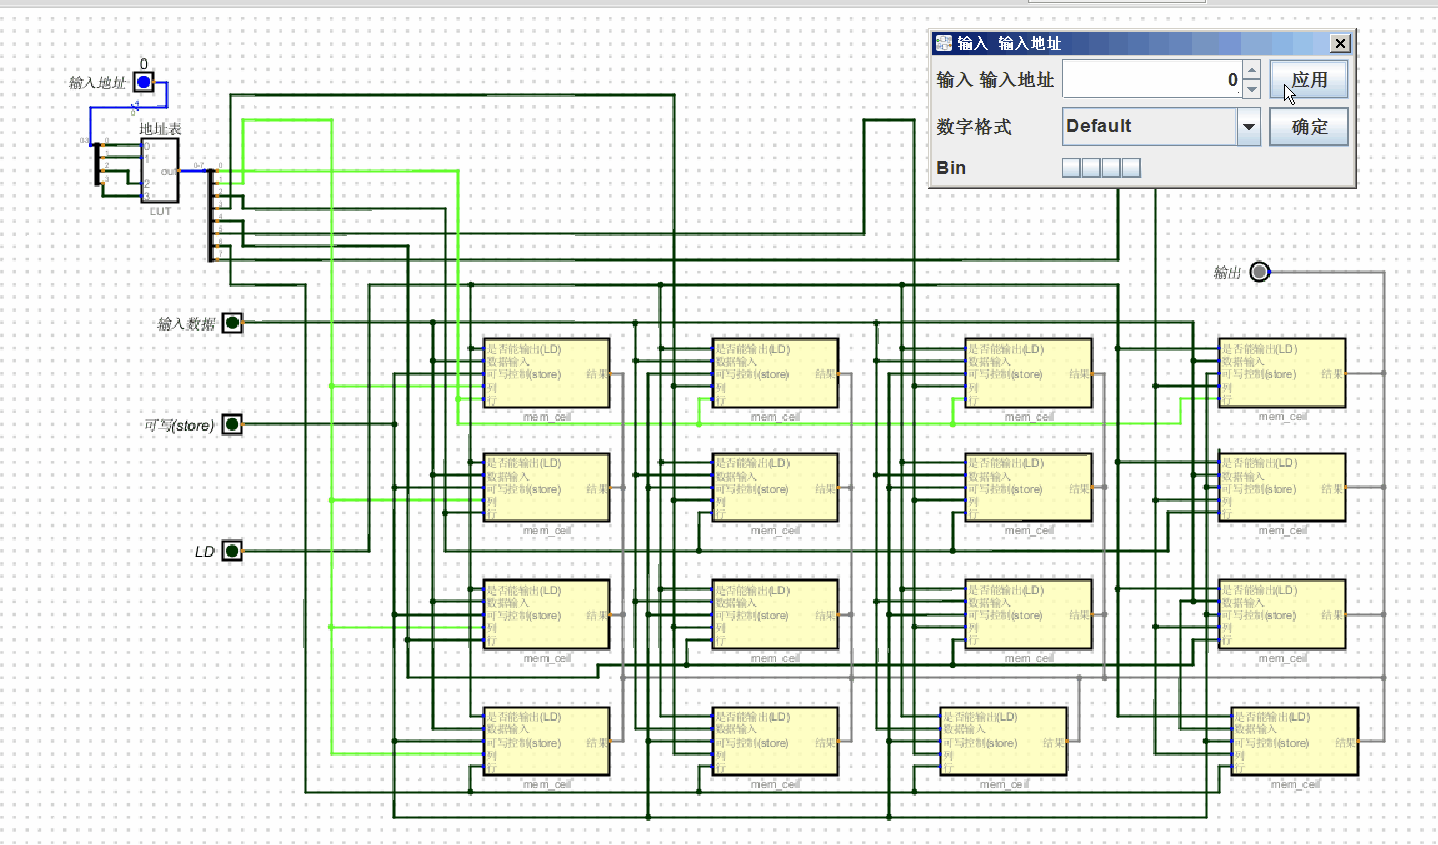 输入 输入地址
输入 输入地址
0
应用
数字格式
Default
确定
Bin
0
输入地址
4
0
地址表
0
1
2
3
out
LUT
0-7
输出
输入数据
可写(store)
LD
是否能输出(LD)
数据输入
可写控制(store)
列
行
结果
mem_cell
是否能输出(LD)
数据输入
可写控制(store)
列
行
结果
mem_cell
是否能输出(LD)
数据输入
可写控制(store)
列
行
结果
mem_cell
是否能输出(LD)
数据输入
可写控制(store)
列
行
结果
mem_cell
是否能输出(LD)
数据输入
可写控制(store)
列
行
结果
mem_cell
是否能输出(LD)
数据输入
可写控制(store)
列
行
结果
mem_cell
是否能输出(LD)
数据输入
可写控制(store)
列
行
结果
mem_cell
是否能输出(LD)
数据输入
可写控制(store)
列
行
结果
mem_cell
是否能输出(LD)
数据输入
可写控制(store)
列
行
结果
mem_cell
是否能输出(LD)
数据输入
可写控制(store)
列
行
结果
mem_cell
是否能输出(LD)
数据输入
可写控制(store)
列
行
结果
mem_cell
是否能输出(LD)
数据输入
可写控制(store)
列
行
结果
mem_cell
是否能输出(LD)
数据输入
可写控制(store)
列
行
结果
mem_cell
是否能输出(LD)
数据输入
可写控制(store)
列
行
结果
mem_cell
是否能输出(LD)
数据输入
可写控制(store)
列
行
结果
mem_cell
是否能输出(LD)
数据输入
可写控制(store)
列
行
结果
mem_cell